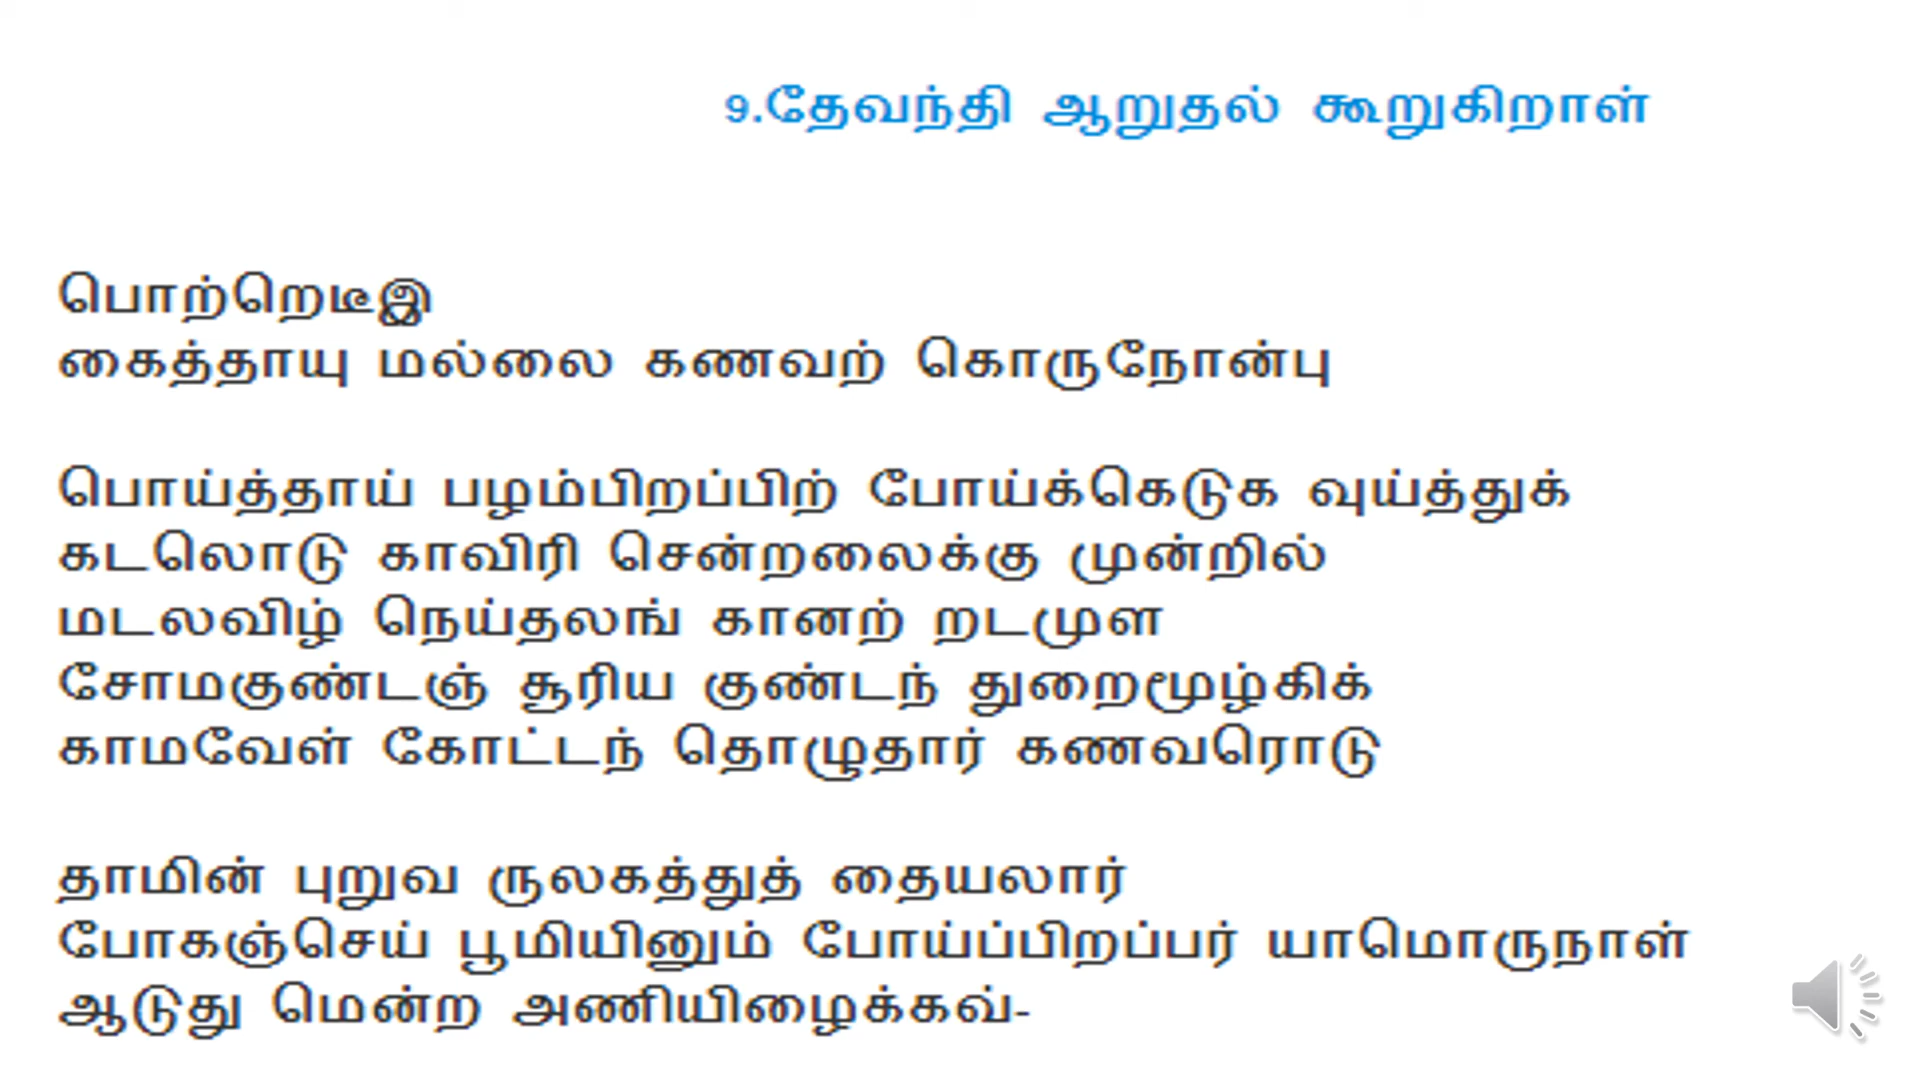 9.தேவந்தி ஆறுதல் கூறுகிறாள்
பொற்றெடீஇ
கைத்தாயு மல்லை கணவற் கொருநோன்பு
பொய்த்தாய் பழம்பிறப்பிற் போய்க்கெடுக வுய்த்துக்
கடலொடு காவிரி சென்றலைக்கு முன்றில்
மடலவிழ் நெய்தலங் கானற் றடமுள
சோமகுண்டஞ் சூரிய குண்டந் துறைமூழ்கிக்
காமவேள் கோட்டந் தொழுதார் கணவரொடு
தாமின் புறுவ ருலகத்துத் தையலார்
போகஞ்செய் பூமியினும் போய்ப்பிறப்பர் யாமொருநாள்
ஆடுது மென்ற அணியிழைக்கவ்-